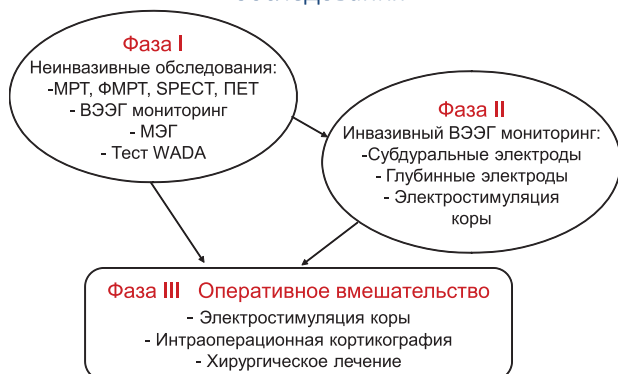 Фаза I
Неинвазивные обследования:
-МРТ, ФМРТ, SPECT, ПЕТ
- ВЭЭГ мониторинг
- МЭГ
- Тест WADA
Фаза II
Инвазивный ВЭЭГ мониторинг:
-Субдуральные электроды
- Глубинные электроды
- Электростимуляция
коры
Фаза III Оперативное вмешательство
- Электростимуляция коры
- Интраоперационная кортикография
- Хирургическое лечение